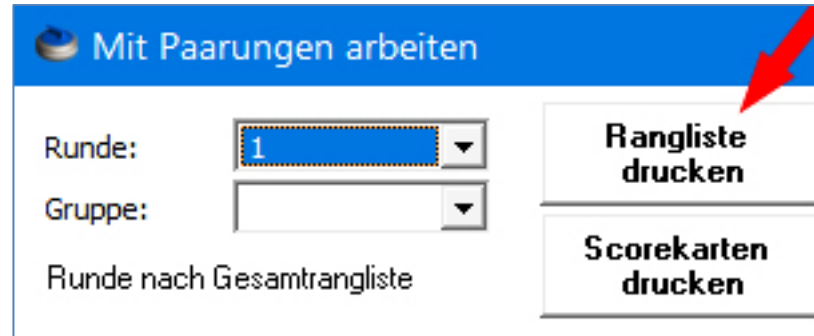 Mit Paarungen arbeiten
Runde: 1
Gruppe:
Runde nach Gesamtrangliste
Rangliste
drucken
Scorekarten
drucken